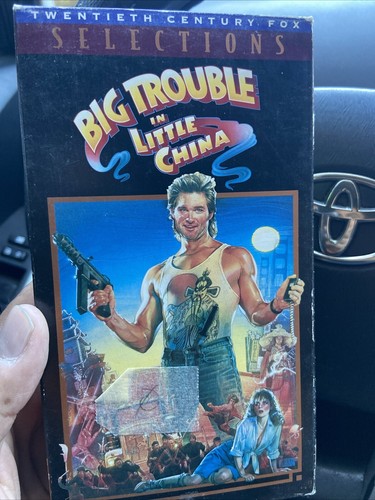 TWENTIETH CENTURY FOX
SELECTIONS
BIG TROUBLE
IN
LITTLE
CHINA